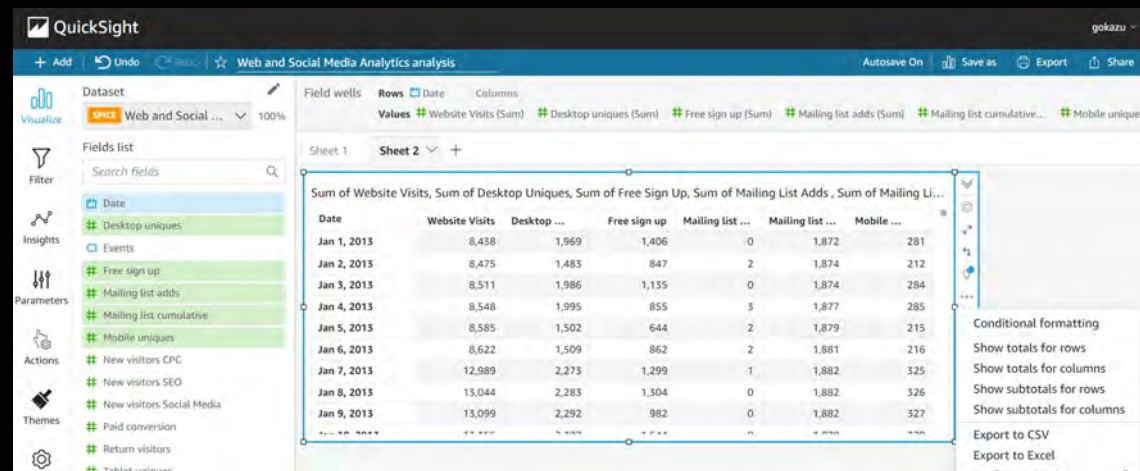 QuickSight
gokazu
+ Add Undo Redo Web and Social Media Analytics analysis Autosave On Save as Export Share
Visualize
Filter
Insights
Parameters
Actions
Themes
Dataset
SPICE Web and Social ... 100%
Fields list
Search fields
Date
# Desktop uniques
Events
# Free sign up
# Mailing list adds
# Mailing list cumulative
# Mobile uniques
# New visitors CPC
# New visitors SEO
# New visitors Social Media
# Paid conversion
# Return visitors
# Tablet uniques
Field wells Rows Date Columns
Values # Website Visits (Sum) # Desktop uniques (Sum) # Free sign up (Sum) # Mailing list adds (Sum) # Mailing list cumulative... # Mobile unique
Sheet 1 Sheet 2 +
Sum of Website Visits, Sum of Desktop Uniques, Sum of Free Sign Up, Sum of Mailing List Adds , Sum of Mailing Li...
Date Website Visits Desktop ... Free sign up Mailing list ... Mailing list ... Mobile ...
Jan 1, 2013 8,438 1,969 1,406 0 1,872 281
Jan 2, 2013 8,475 1,483 847 2 1,874 212
Jan 3, 2013 8,511 1,986 1,135 0 1,874 284
Jan 4, 2013 8,548 1,995 855 3 1,877 285
Jan 5, 2013 8,585 1,502 644 2 1,879 215
Jan 6, 2013 8,622 1,509 862 2 1,881 216
Jan 7, 2013 12,989 2,273 1,299 1 1,882 325
Jan 8, 2013 13,044 2,283 1,304 0 1,882 326
Jan 9, 2013 13,099 2,292 982 0 1,882 327
Conditional formatting
Show totals for rows
Show totals for columns
Show subtotals for rows
Show subtotals for columns
Export to CSV
Export to Excel